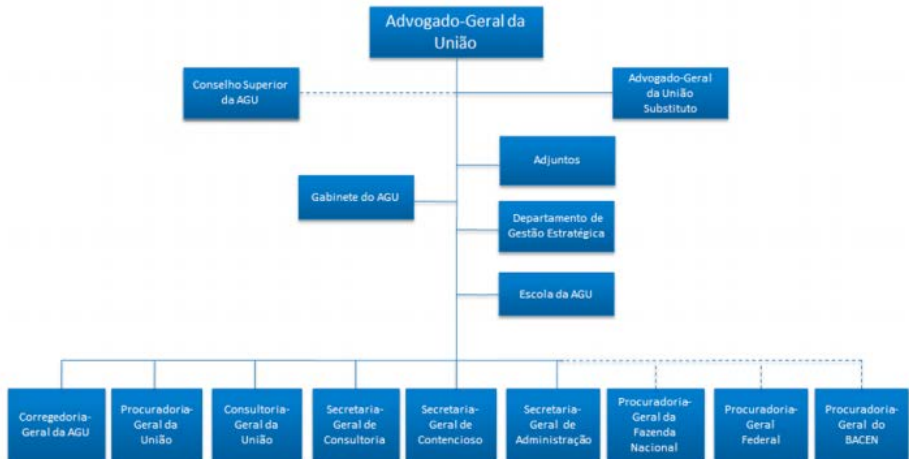 Advogado-Geral da
União
Conselho Superior
da AGU
Advogado-Geral
da União
Substituto
Adjuntos
Gabinete do AGU
Departamento de
Gestão Estratégica
Escola da AGU
Corregedoria-
Geral da AGU
Procuradoria-
Geral da
União
Consultoria-
Geral da
União
Secretaria-
Geral de
Consultoria
Secretaria-
Geral de
Contencioso
Secretaria-
Geral de
Administração
Procuradoria-
Geral da
Fazenda
Nacional
Procuradoria-
Geral
Federal
Procuradoria-
Geral do
BACEN